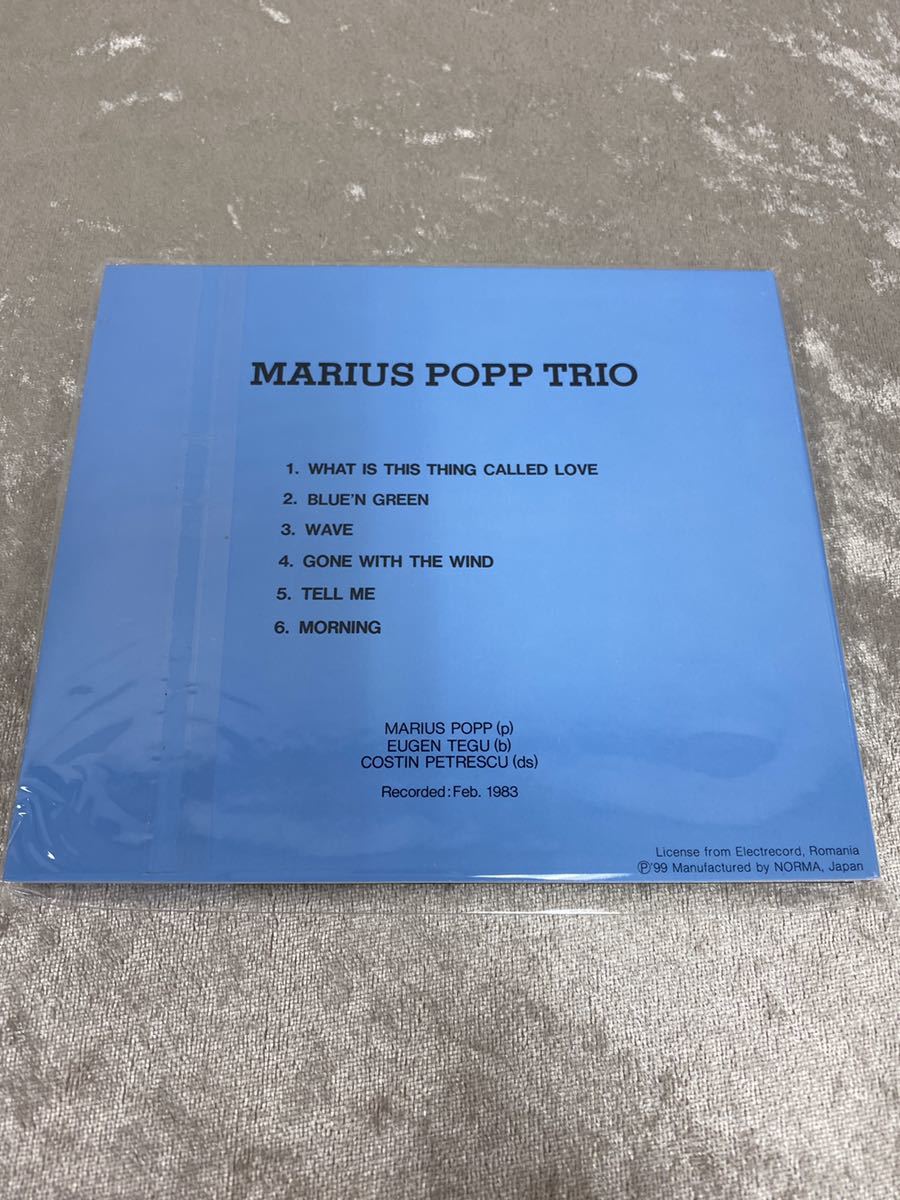 MARIUS POPP TRIO
1. WHAT IS THIS THING CALLED LOVE
2. BLUE'N GREEN
3. WAVE
4. GONE WITH THE WIND
5. TELL ME
6. MORNING
MARIUS POPP (p)
EUGEN TEGU (b)
COSTIN PETRESCU (ds)
Recorded: Feb. 1983
License from Electrecord, Romania
Ⓟ'99 Manufactured by NORMA, Japan